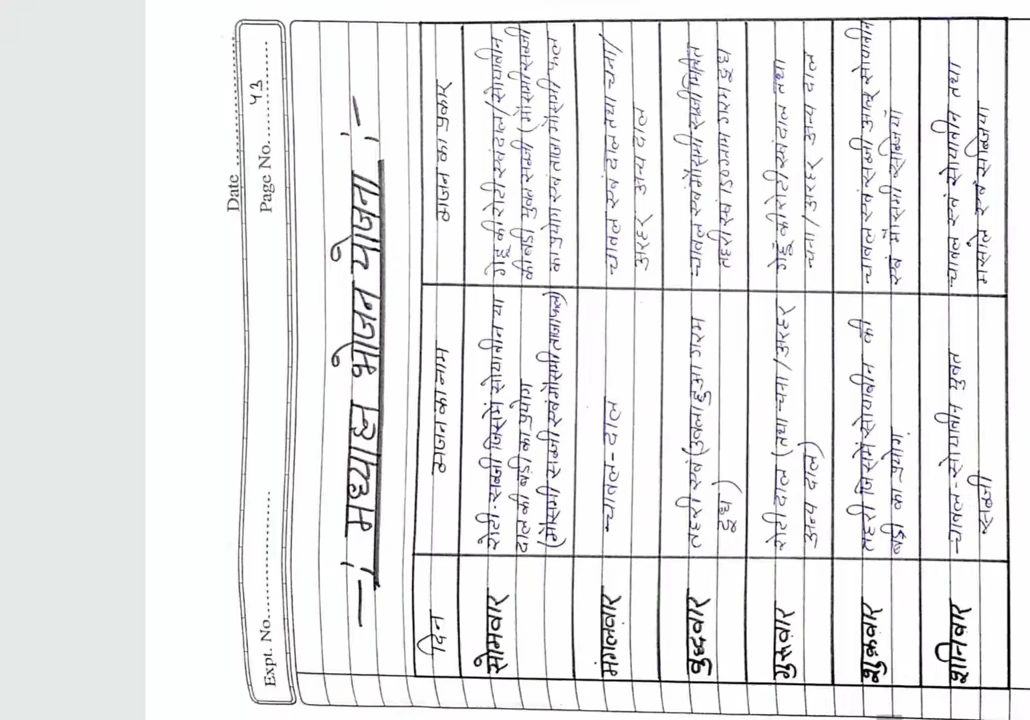 Date ..................
Expt. No. ..................
Page No. .......... 43
-: मध्याह्न भोजन योजना :-
दिन
भोजन का नाम
भोजन का प्रकार
सोमवार
रोटी-सब्जी जिसमें सोयाबीन या
दाल की बड़ी का प्रयोग
(मौसमी सब्जी एवं मौसमी ताजा फल)
गेहूँ की रोटी एवं दाल/सोयाबीन
की बड़ी युक्त सब्जी (मौसमी सब्जी
का प्रयोग एवं ताजा मौसमी फल
मंगलवार
चावल-दाल
चावल एवं दाल तथा चना/
अरहर अन्य दाल
बुद्धवार
तहरी एवं (उबला हुआ गरम
दूध)
चावल एवं मौसमी सब्जी मिश्रित
तहरी एवं गरम दूध
गुरुवार
रोटी दाल (तथा चना/अरहर
अन्य दाल)
गेहूँ की रोटी एवं दाल तथा
चना/अरहर अन्य दाल
शुक्रवार
तहरी जिसमें सोयाबीन की
बड़ी का प्रयोग
चावल एवं सब्जी आलू सोयाबीन
एवं मौसमी सब्जियां
शनिवार
चावल-सोयाबीन युक्त
सब्जी
चावल एवं सोयाबीन तथा
मसाले एवं सब्जियां